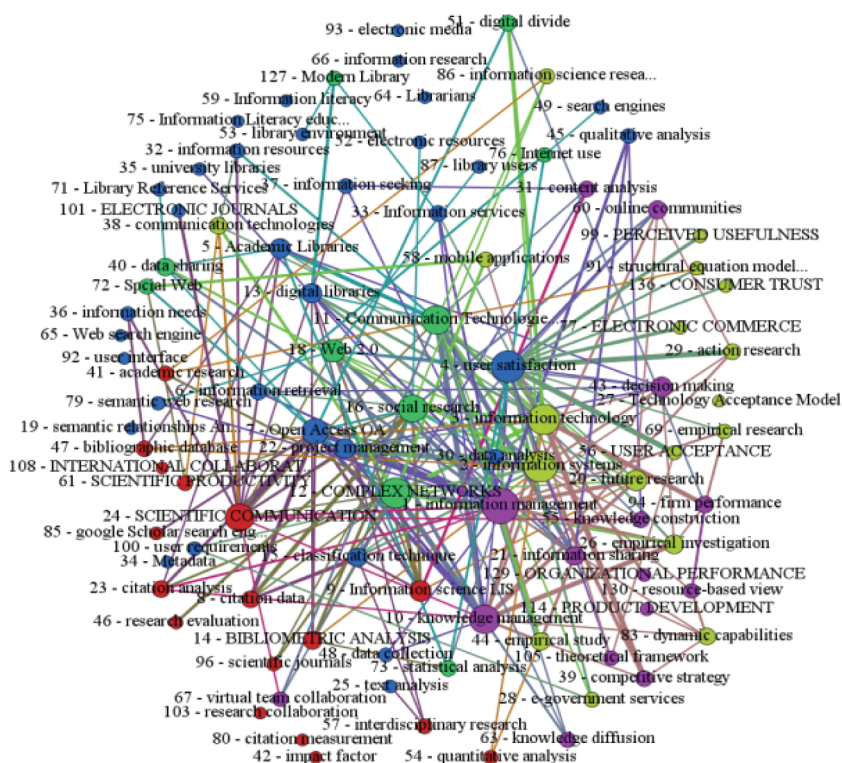 51 - digital divide
93 - electronic media
66 - information research
86 - information science resea...
127 - Modern Library
64 - Librarians
59 - Information literacy
49 - search engines
75 - Information Literacy educ...
53 - library environment
45 - qualitative analysis
52 - electronic resources
32 - information resources
76 - Internet use
87 - library users
35 - university libraries
37 - information seeking
31 - content analysis
71 - Library Reference Services
60 - online communities
101 - ELECTRONIC JOURNALS
33 - Information services
38 - communication technologies
99 - PERCEIVED USEFULNESS
5 - Academic Libraries
58 - mobile applications
40 - data sharing
91 - structural equation model...
72 - Social Web
13 - digital libraries
136 - CONSUMER TRUST
36 - information needs
11 - Communication Technologie...
77 - ELECTRONIC COMMERCE
65 - Web search engine
18 - Web 2.0
29 - action research
92 - user interface
4 - user satisfaction
41 - academic research
43 - decision making
6 - information retrieval
27 - Technology Acceptance Model
79 - semantic web research
16 - social research
3 - information technology
69 - empirical research
19 - semantic relationships An...
7 - Open Access OA
47 - bibliographic database
22 - project management
56 - USER ACCEPTANCE
30 - data analysis
108 - INTERNATIONAL COLLABORAT...
2 - information systems
20 - future research
61 - SCIENTIFIC PRODUCTIVITY
12 - COMPLEX NETWORKS
1 - information management
94 - firm performance
24 - SCIENTIFIC COMMUNICATION
55 - knowledge construction
85 - google Scholar search eng...
26 - empirical investigation
100 - user requirements
15 - classification technique
21 - information sharing
34 - Metadata
129 - ORGANIZATIONAL PERFORMANCE
23 - citation analysis
9 - Information science LIS
130 - resource-based view
8 - citation data
114 - PRODUCT DEVELOPMENT
46 - research evaluation
10 - knowledge management
14 - BIBLIOMETRIC ANALYSIS
44 - empirical study
83 - dynamic capabilities
48 - data collection
105 - theoretical framework
96 - scientific journals
73 - statistical analysis
39 - competitive strategy
25 - text analysis
67 - virtual team collaboration
28 - e-government services
103 - research collaboration
57 - interdisciplinary research
80 - citation measurement
63 - knowledge diffusion
42 - impact factor
54 - quantitative analysis